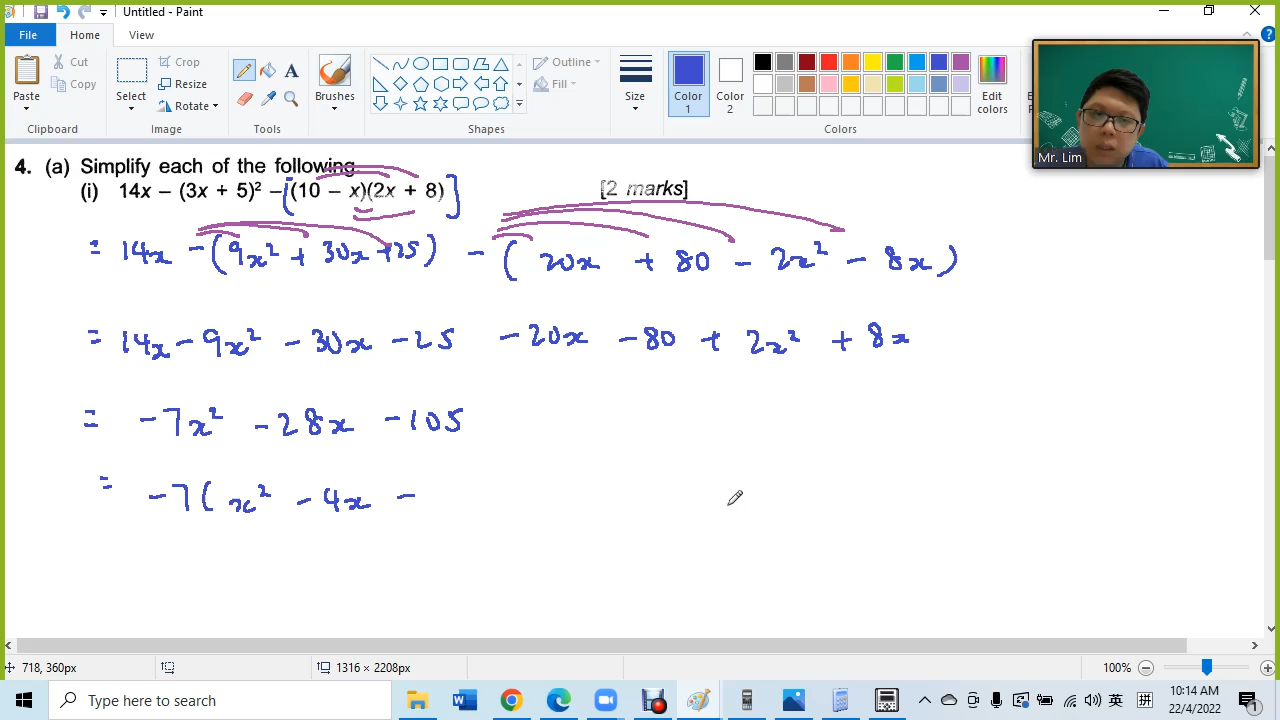 Untitled - Paint
File Home View
Paste Cut Copy Clipboard
Select Crop Resize Rotate Image
Tools
Brushes
Outline Fill Shapes
Size
Color 1 Color 2 Edit colors Colors
Mr. Lim
4. (a) Simplify each of the following
(i) 14x − (3x + 5)² − [(10 − x)(2x + 8)] [2 marks]
= 14x − (9x² + 30x + 25) − (20x + 80 − 2x² − 8x)
= 14x − 9x² − 30x − 25 − 20x − 80 + 2x² + 8x
= −7x² − 28x − 105
= −7(x² − 4x −
718, 360px 1316 × 2208px 100%
Type here to search 英 拼 10:14 AM
22/4/2022 1